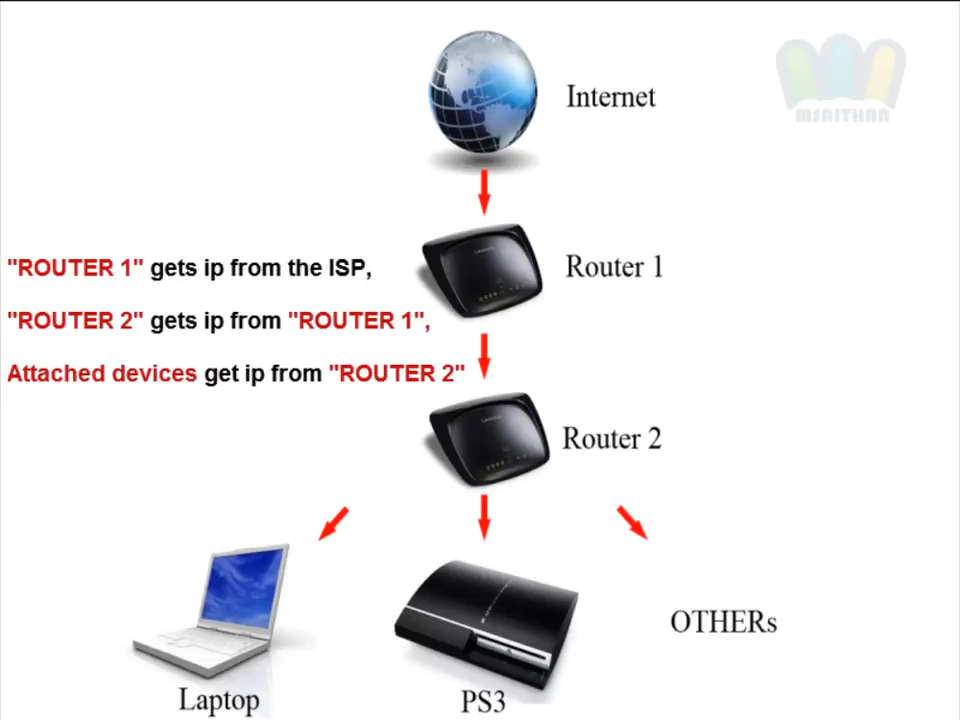 Internet
MSAITHAN
"ROUTER 1" gets ip from the ISP,
Router 1
"ROUTER 2" gets ip from "ROUTER 1",
Attached devices get ip from "ROUTER 2"
Router 2
OTHERs
Laptop
PS3